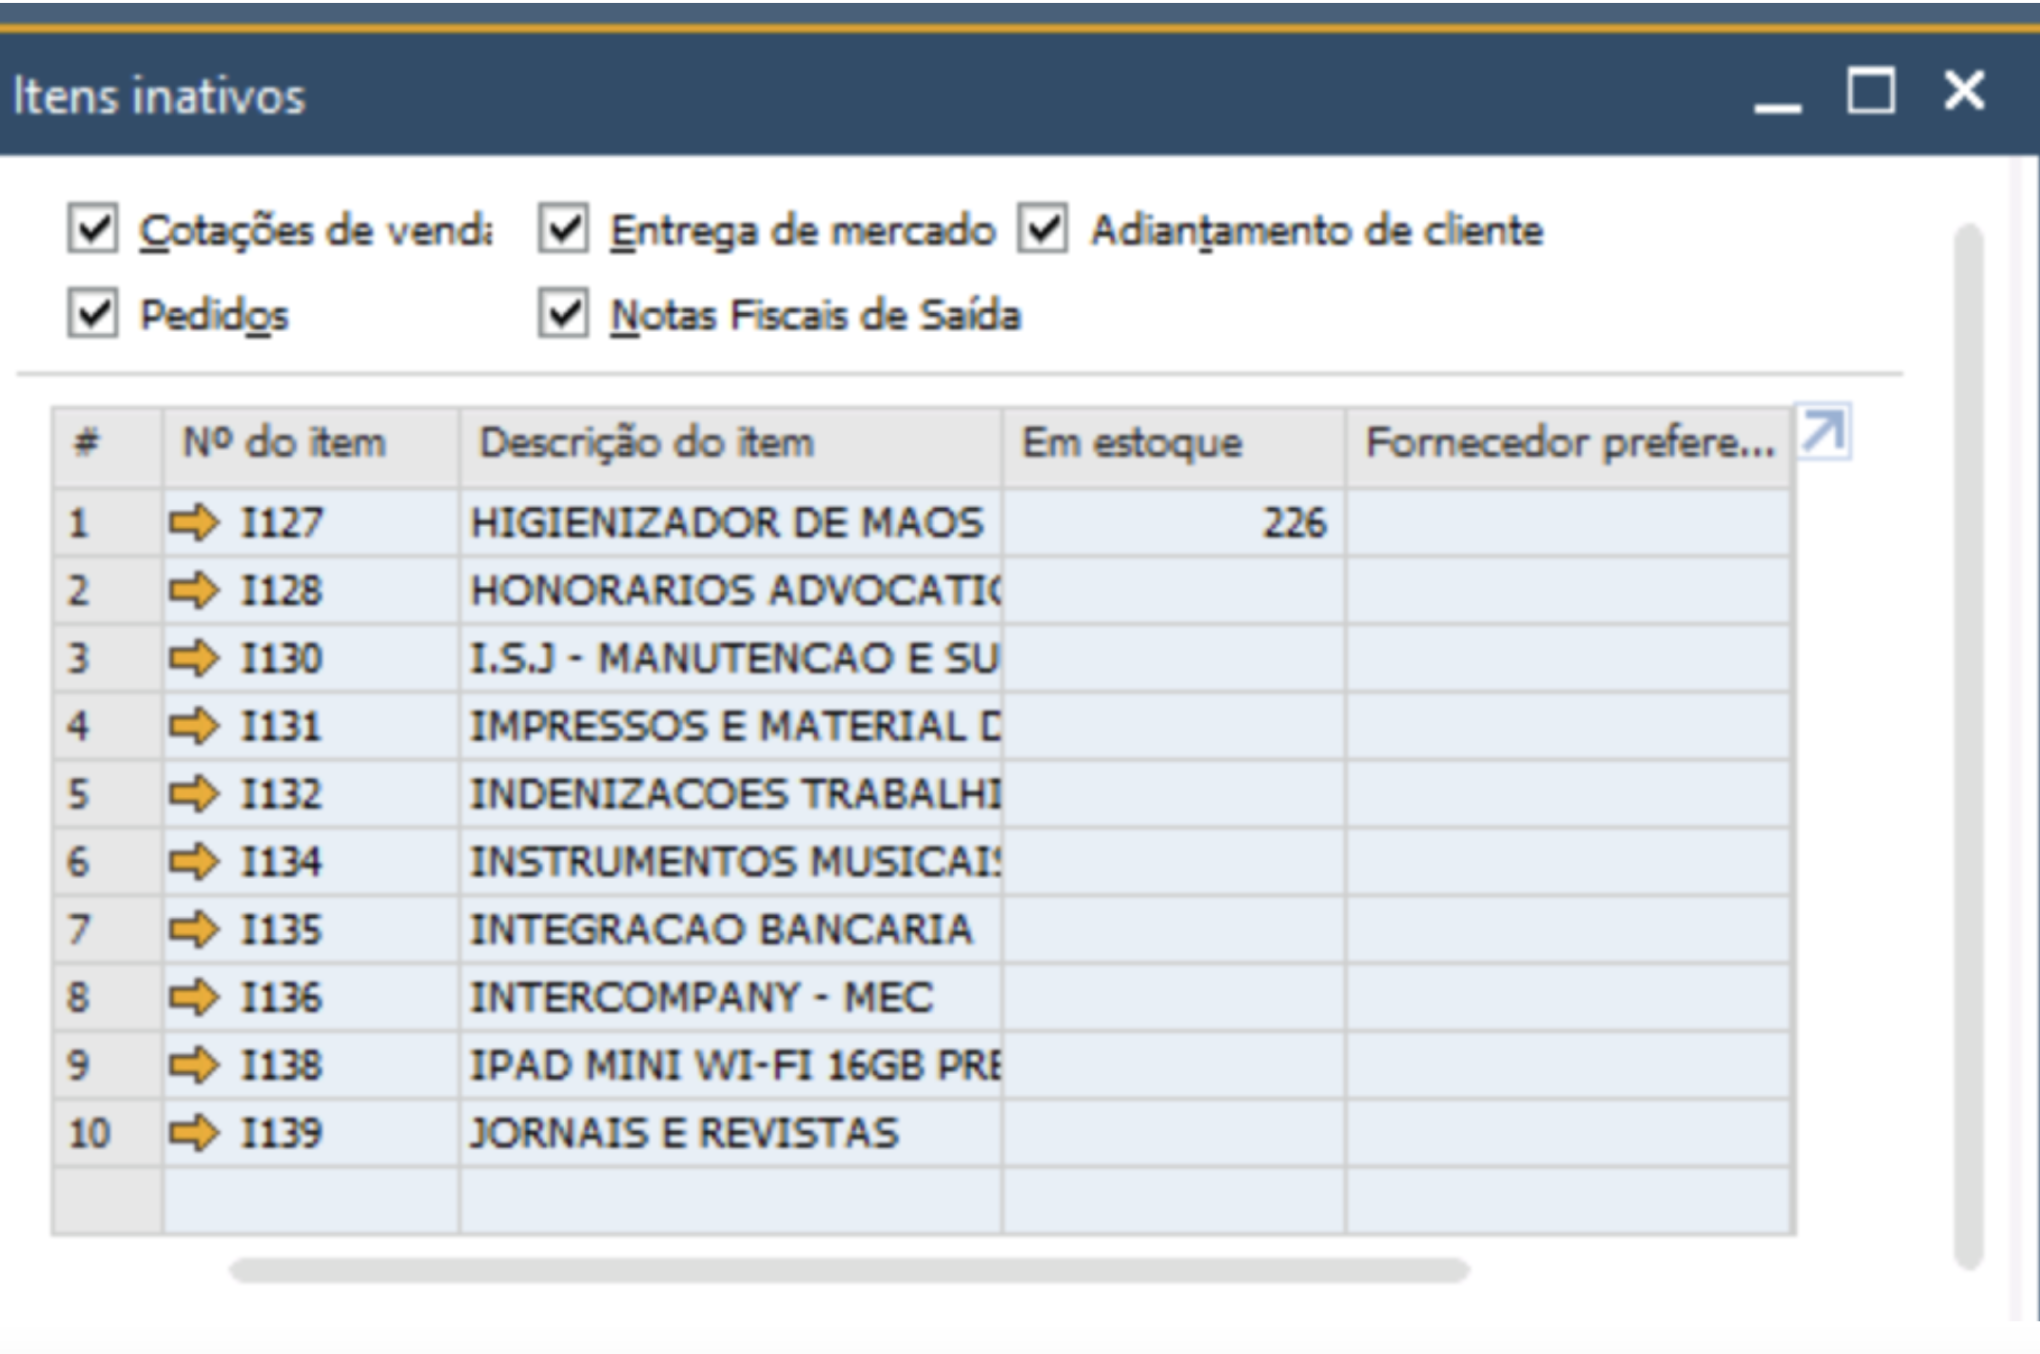 Itens inativos
Cotações de venda Entrega de mercado Adiantamento de cliente
Pedidos Notas Fiscais de Saída
# Nº do item Descrição do item Em estoque Fornecedor prefere...
1 I127 HIGIENIZADOR DE MAOS 226
2 I128 HONORARIOS ADVOCATIC
3 I130 I.S.J - MANUTENCAO E SU
4 I131 IMPRESSOS E MATERIAL D
5 I132 INDENIZACOES TRABALHI
6 I134 INSTRUMENTOS MUSICAIS
7 I135 INTEGRACAO BANCARIA
8 I136 INTERCOMPANY - MEC
9 I138 IPAD MINI WI-FI 16GB PRE
10 I139 JORNAIS E REVISTAS